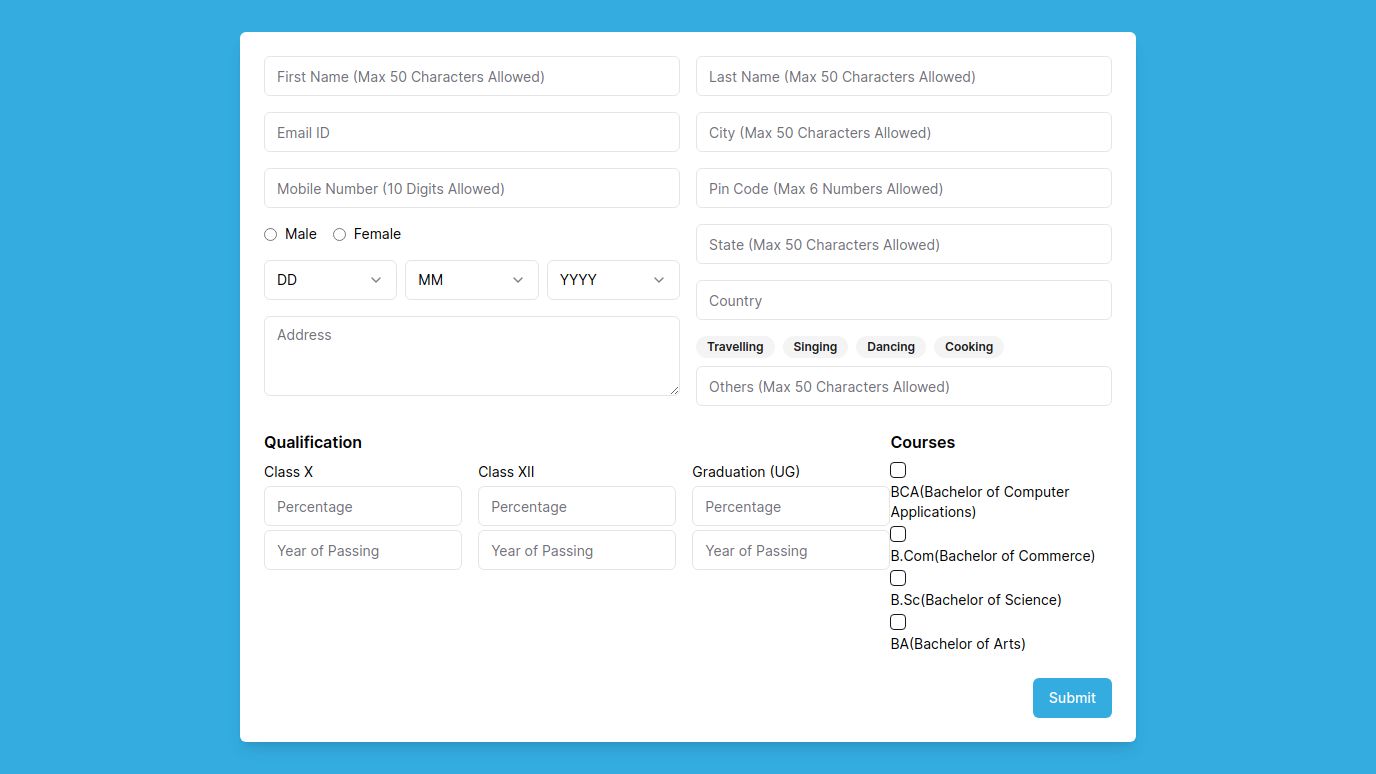 First Name (Max 50 Characters Allowed)
Last Name (Max 50 Characters Allowed)
Email ID
City (Max 50 Characters Allowed)
Mobile Number (10 Digits Allowed)
Pin Code (Max 6 Numbers Allowed)
Male Female
State (Max 50 Characters Allowed)
DD MM YYYY
Country
Address
Travelling Singing Dancing Cooking
Others (Max 50 Characters Allowed)
Qualification
Class X Class XII Graduation (UG)
Percentage Percentage Percentage
Year of Passing Year of Passing Year of Passing
Courses
BCA(Bachelor of Computer
Applications)
B.Com(Bachelor of Commerce)
B.Sc(Bachelor of Science)
BA(Bachelor of Arts)
Submit